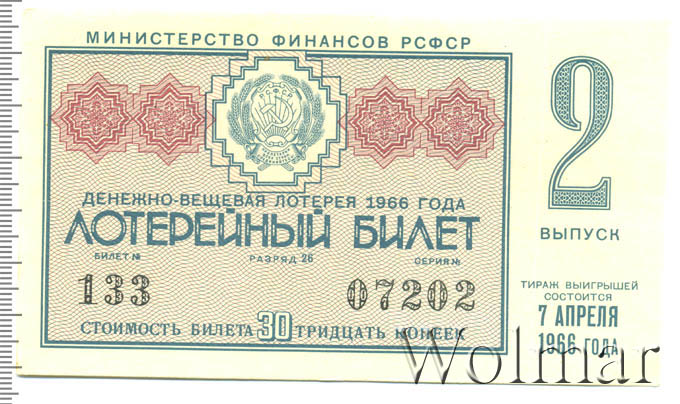 МИНИСТЕРСТВО ФИНАНСОВ РСФСР
РСФСР
ДЕНЕЖНО-ВЕЩЕВАЯ ЛОТЕРЕЯ 1966 ГОДА
ЛОТЕРЕЙНЫЙ БИЛЕТ
БИЛЕТ № РАЗРЯД 26 СЕРИЯ №
133 07202
СТОИМОСТЬ БИЛЕТА 30 ТРИДЦАТЬ КОПЕЕК
2
ВЫПУСК
ТИРАЖ ВЫИГРЫШЕЙ
СОСТОИТСЯ
7 АПРЕЛЯ
1966 ГОДА
Wolmar